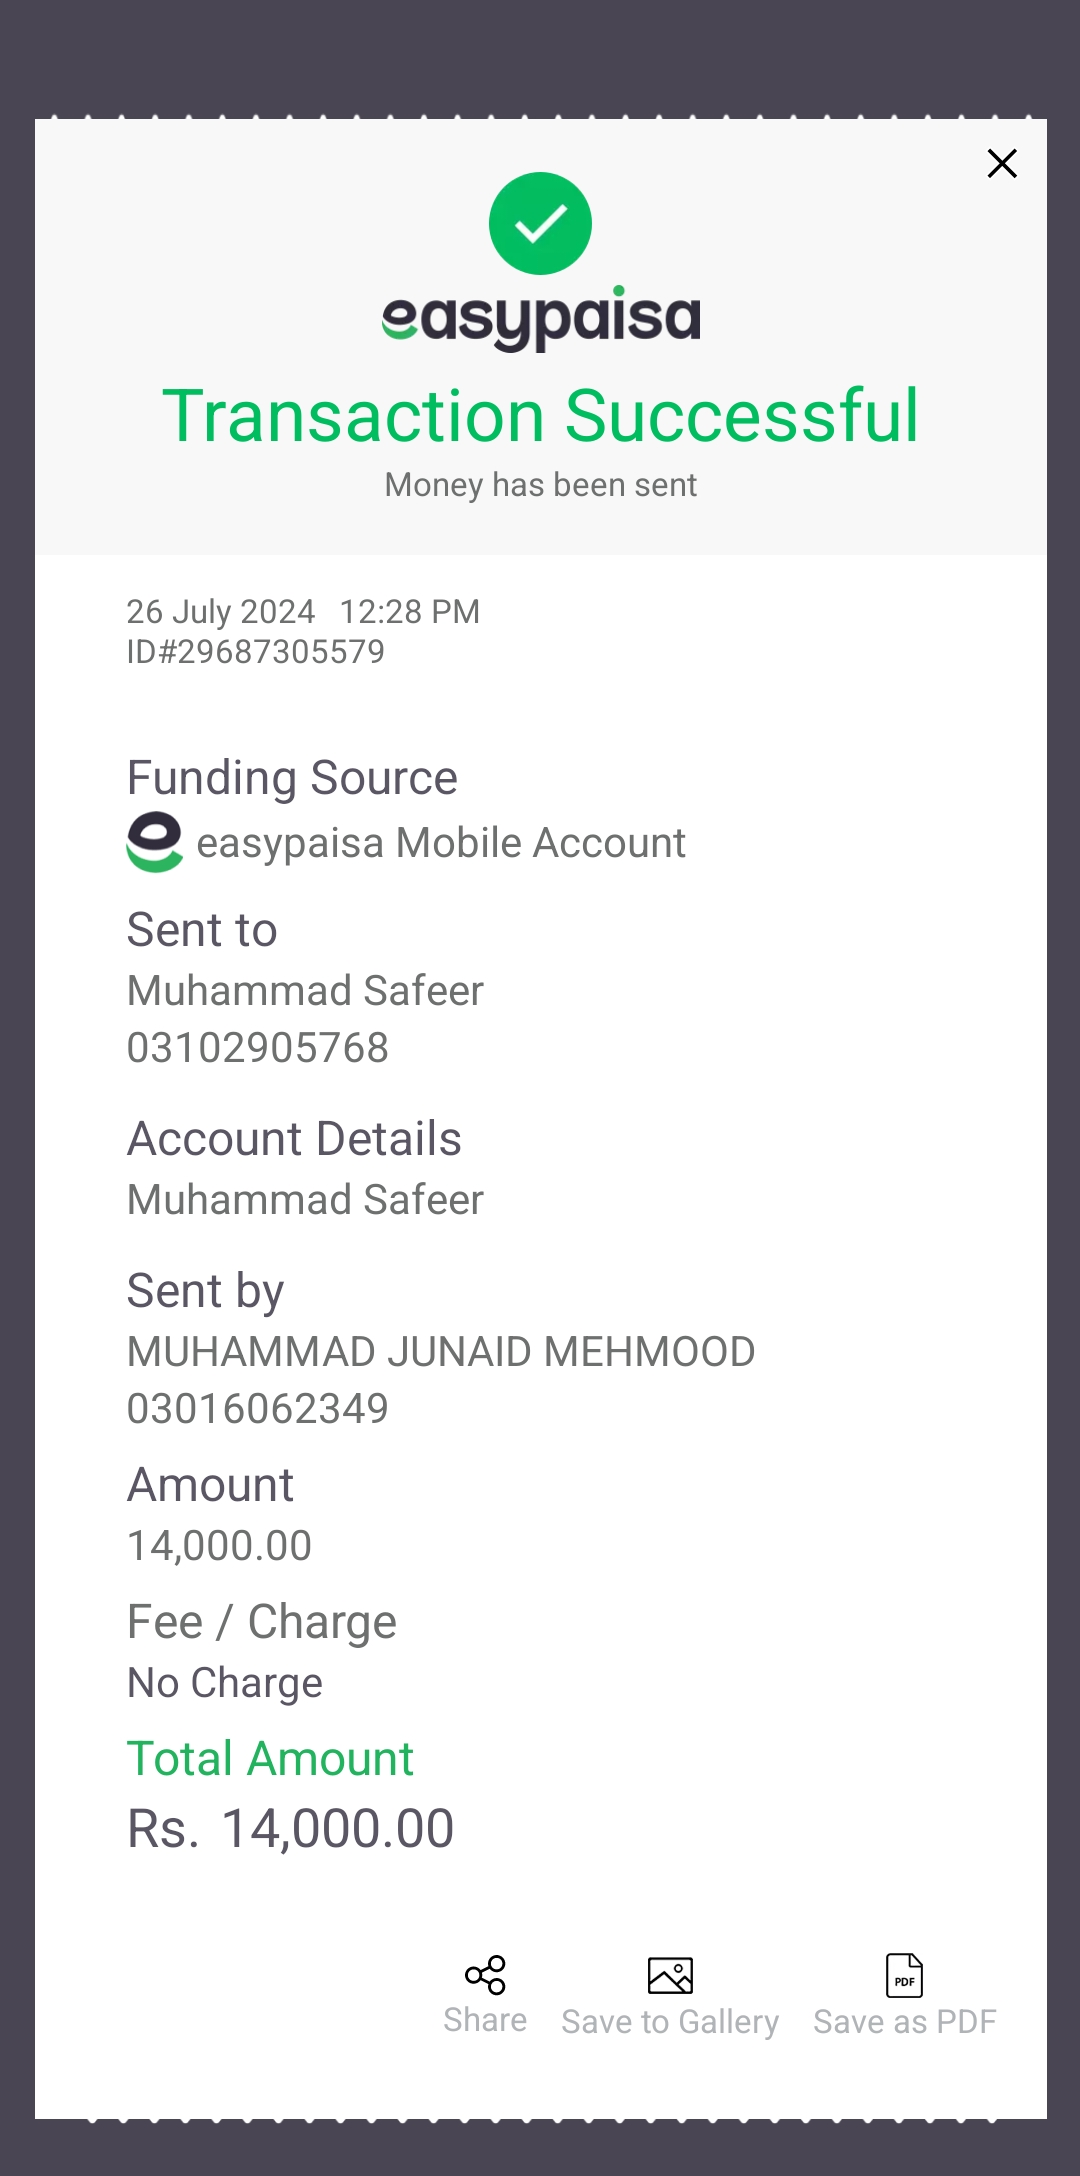 easypaisa
Transaction Successful
Money has been sent
26 July 2024 12:28 PM
ID#29687305579
Funding Source
easypaisa Mobile Account
Sent to
Muhammad Safeer
03102905768
Account Details
Muhammad Safeer
Sent by
MUHAMMAD JUNAID MEHMOOD
03016062349
Amount
14,000.00
Fee / Charge
No Charge
Total Amount
Rs. 14,000.00
PDF
Share Save to Gallery Save as PDF